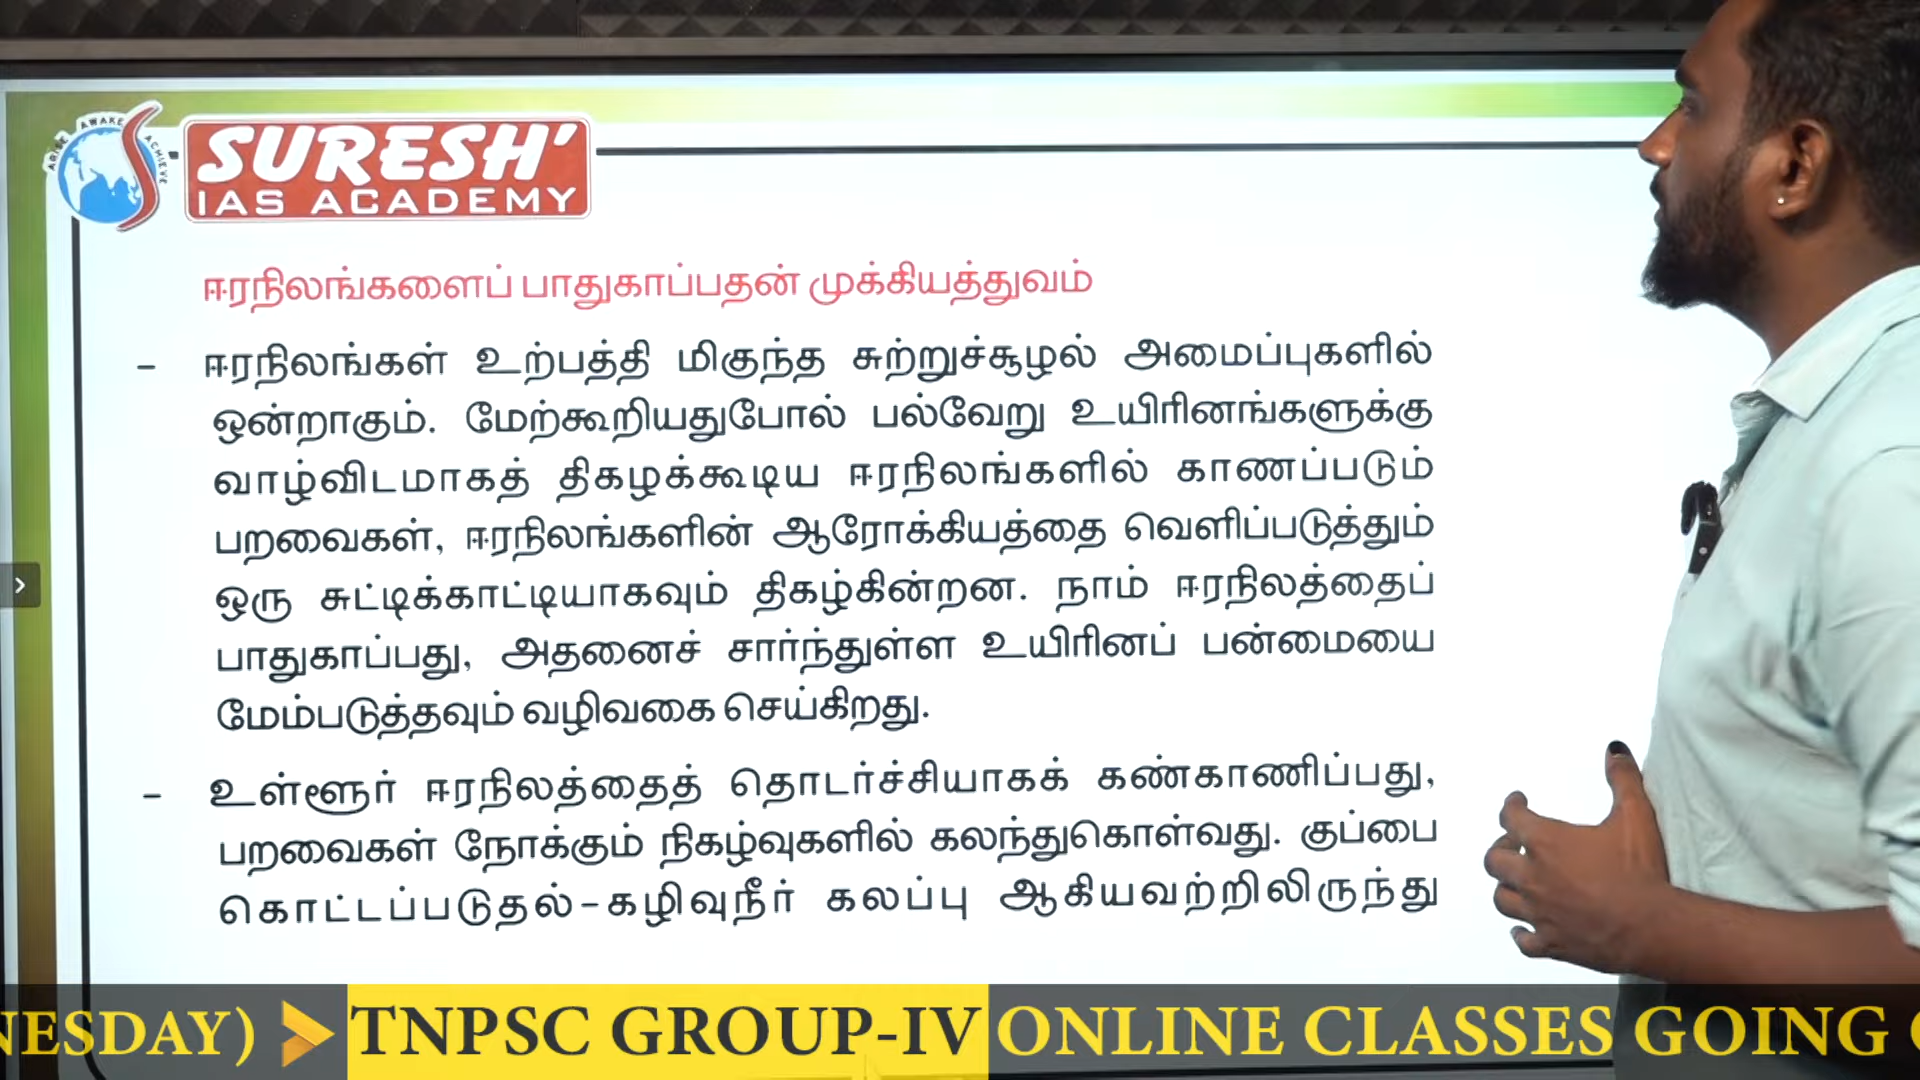 ARISE AWAKE ACHIEVE
SURESH'
IAS ACADEMY
ஈரநிலங்களைப் பாதுகாப்பதன் முக்கியத்துவம்
– ஈரநிலங்கள் உற்பத்தி மிகுந்த சுற்றுச்சூழல் அமைப்புகளில்
ஒன்றாகும். மேற்கூறியதுபோல் பல்வேறு உயிரினங்களுக்கு
வாழ்விடமாகத் திகழக்கூடிய ஈரநிலங்களில் காணப்படும்
பறவைகள், ஈரநிலங்களின் ஆரோக்கியத்தை வெளிப்படுத்தும்
ஒரு சுட்டிக்காட்டியாகவும் திகழ்கின்றன. நாம் ஈரநிலத்தைப்
பாதுகாப்பது, அதனைச் சார்ந்துள்ள உயிரினப் பன்மையை
மேம்படுத்தவும் வழிவகை செய்கிறது.
– உள்ளூர் ஈரநிலத்தைத் தொடர்ச்சியாகக் கண்காணிப்பது,
பறவைகள் நோக்கும் நிகழ்வுகளில் கலந்துகொள்வது. குப்பை
கொட்டப்படுதல்–கழிவுநீர் கலப்பு ஆகியவற்றிலிருந்து
NESDAY) TNPSC GROUP-IV ONLINE CLASSES GOING